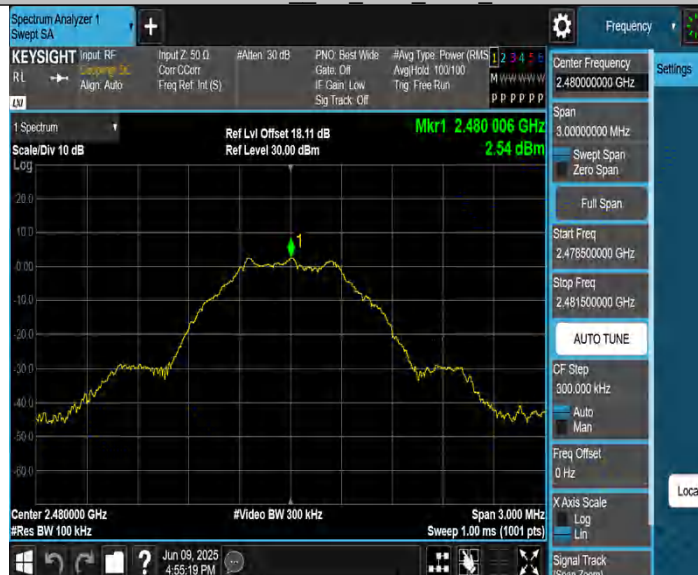 Spectrum Analyzer 1
Swept SA
+
Frequency
KEYSIGHT
RL
LXI
Input: RF
Align: Auto
Input Z: 50 Ω
Corr CCorr
Freq Ref: Int (S)
#Atten: 30 dB
PNO: Best Wide
Gate: Off
IF Gain: Low
Sig Track: Off
#Avg Type: Power (RMS
Avg|Hold: 100/100
Trig: Free Run
1 2 3 4 5 6
M W W W W W
P P P P P P
Center Frequency
2.480000000 GHz
Settings
Span
3.00000000 MHz
Swept Span
Zero Span
Full Span
Start Freq
2.478500000 GHz
Stop Freq
2.481500000 GHz
AUTO TUNE
CF Step
300.000 kHz
Auto
Man
Freq Offset
0 Hz
X Axis Scale
Log
Lin
Local
Signal Track
(Span Zoom)
1 Spectrum
Scale/Div 10 dB
Log
Ref Lvl Offset 18.11 dB
Ref Level 30.00 dBm
Mkr1 2.480 006 GHz
2.54 dBm
20.0
10.0
0.00
-10.0
-20.0
-30.0
-40.0
-50.0
-60.0
1
Center 2.480000 GHz
#Res BW 100 kHz
#Video BW 300 kHz
Span 3.000 MHz
Sweep 1.00 ms (1001 pts)
?
Jun 09, 2025
4:55:19 PM